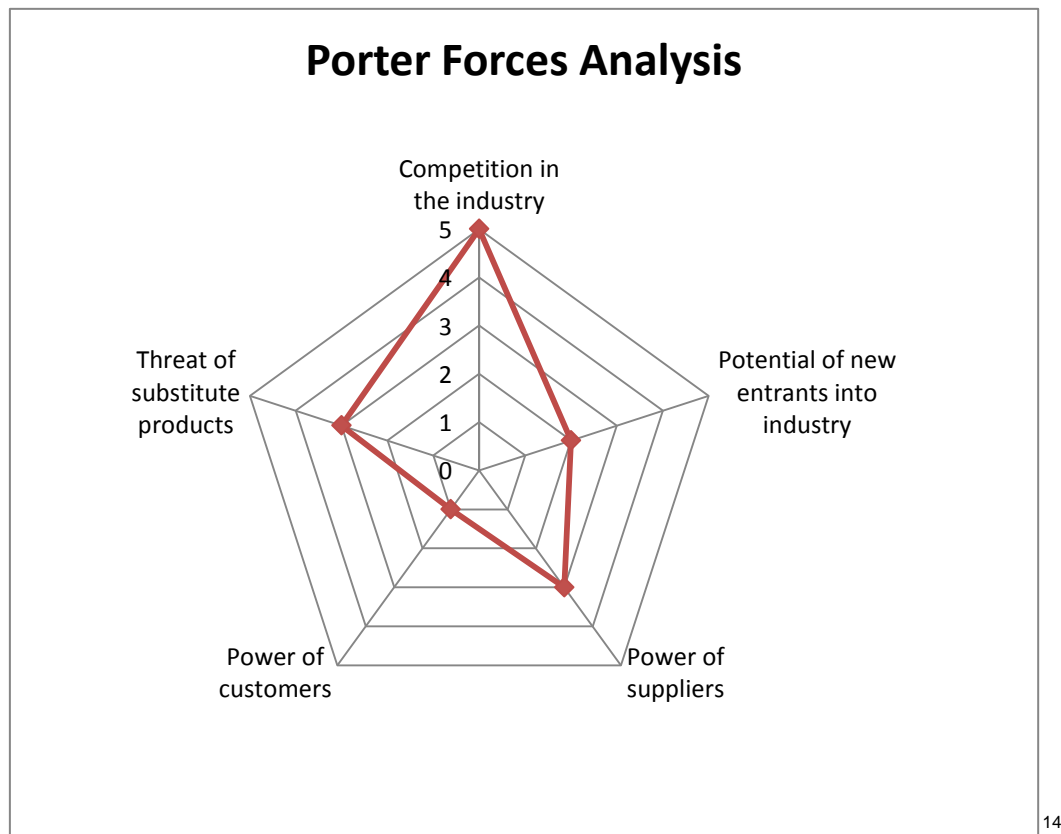 Porter Forces Analysis
Competition in
the industry
5
4
3
2
1
0
Threat of
substitute
products
Potential of new
entrants into
industry
Power of
customers
Power of
suppliers
14